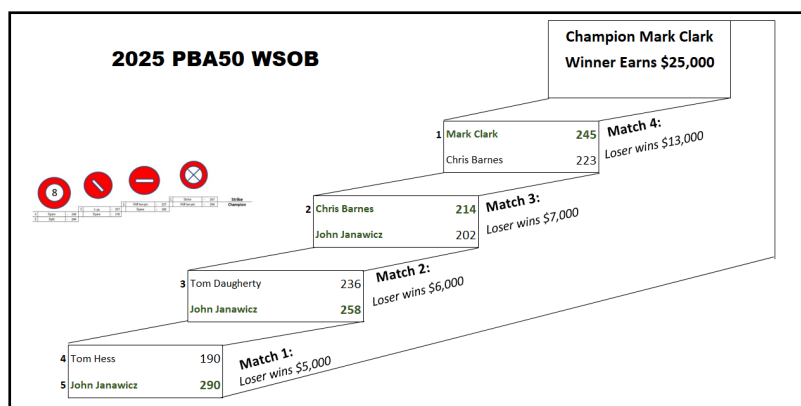 2025 PBA50 WSOB
Champion Mark Clark
Winner Earns $25,000
1 Mark Clark 245
Chris Barnes 223
Match 4:
Loser wins $13,000
2 Chris Barnes 214
John Janawicz 202
Match 3:
Loser wins $7,000
3 Tom Daugherty 236
John Janawicz 258
Match 2:
Loser wins $6,000
4 Tom Hess 190
5 John Janawicz 290
Match 1:
Loser wins $5,000
8
Strike
Champion